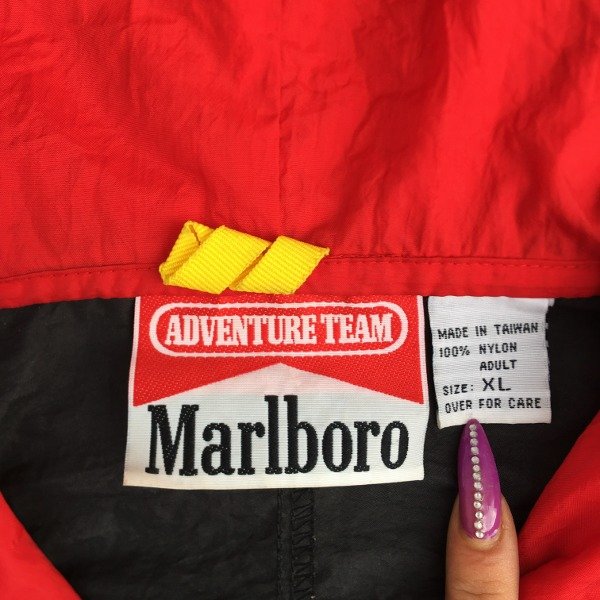 ADVENTURE TEAM
Marlboro
MADE IN TAIWAN
100% NYLON
ADULT
SIZE: XL
OVER FOR CARE